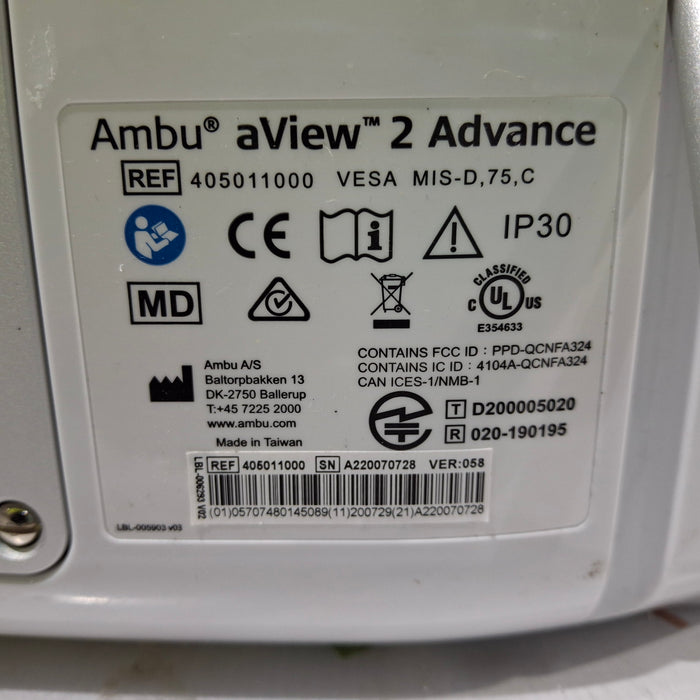 Ambu® aView™ 2 Advance
REF 405011000 VESA MIS-D,75,C
CE i IP30
MD
CLASSIFIED
C UL US
E354633
Ambu A/S
Baltorpbakken 13
DK-2750 Ballerup
T:+45 7225 2000
www.ambu.com
Made in Taiwan
CONTAINS FCC ID : PPD-QCNFA324
CONTAINS IC ID : 4104A-QCNFA324
CAN ICES-1/NMB-1
T D200005020
R 020-190195
LBL-006293 V02
REF 405011000 SN A220070728 VER:058
(01)05707480145089(11)200729(21)A220070728
LBL-005903 v03